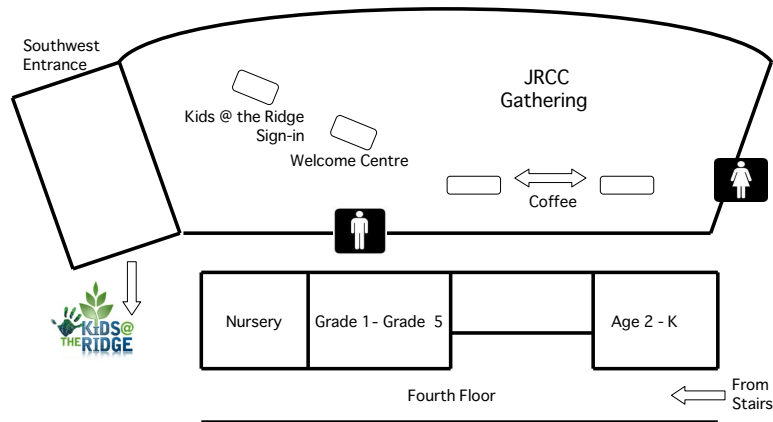 Southwest
Entrance
JRCC
Gathering
Kids @ the Ridge
Sign-in
Welcome Centre
Coffee
KiDS@
THE RIDGE
Nursery
Grade 1- Grade 5
Age 2 - K
Fourth Floor
From
Stairs